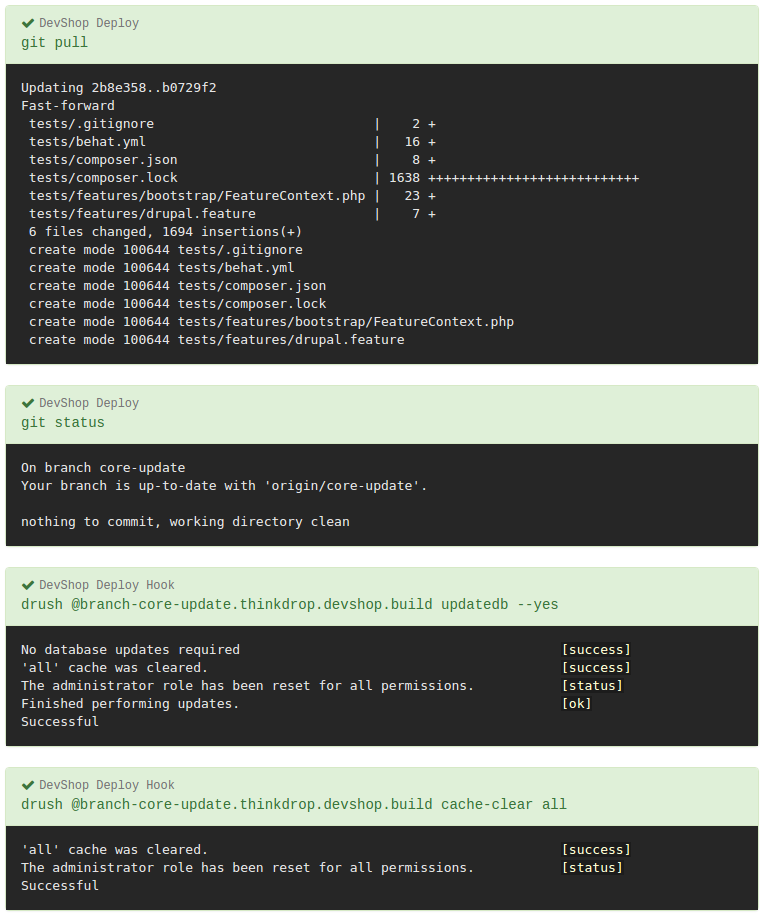 DevShop Deploy
git pull
Updating 2b8e358..b0729f2
Fast-forward
 tests/.gitignore                            |    2 +
 tests/behat.yml                             |   16 +
 tests/composer.json                         |    8 +
 tests/composer.lock                         | 1638 +++++++++++++++++++++++++++
 tests/features/bootstrap/FeatureContext.php |   23 +
 tests/features/drupal.feature               |    7 +
 6 files changed, 1694 insertions(+)
 create mode 100644 tests/.gitignore
 create mode 100644 tests/behat.yml
 create mode 100644 tests/composer.json
 create mode 100644 tests/composer.lock
 create mode 100644 tests/features/bootstrap/FeatureContext.php
 create mode 100644 tests/features/drupal.feature
DevShop Deploy
git status
On branch core-update
Your branch is up-to-date with 'origin/core-update'.
nothing to commit, working directory clean
DevShop Deploy Hook
drush @branch-core-update.thinkdrop.devshop.build updatedb --yes
No database updates required                                         [success]
'all' cache was cleared.                                             [success]
The administrator role has been reset for all permissions.           [status]
Finished performing updates.                                         [ok]
Successful
DevShop Deploy Hook
drush @branch-core-update.thinkdrop.devshop.build cache-clear all
'all' cache was cleared.                                             [success]
The administrator role has been reset for all permissions.           [status]
Successful